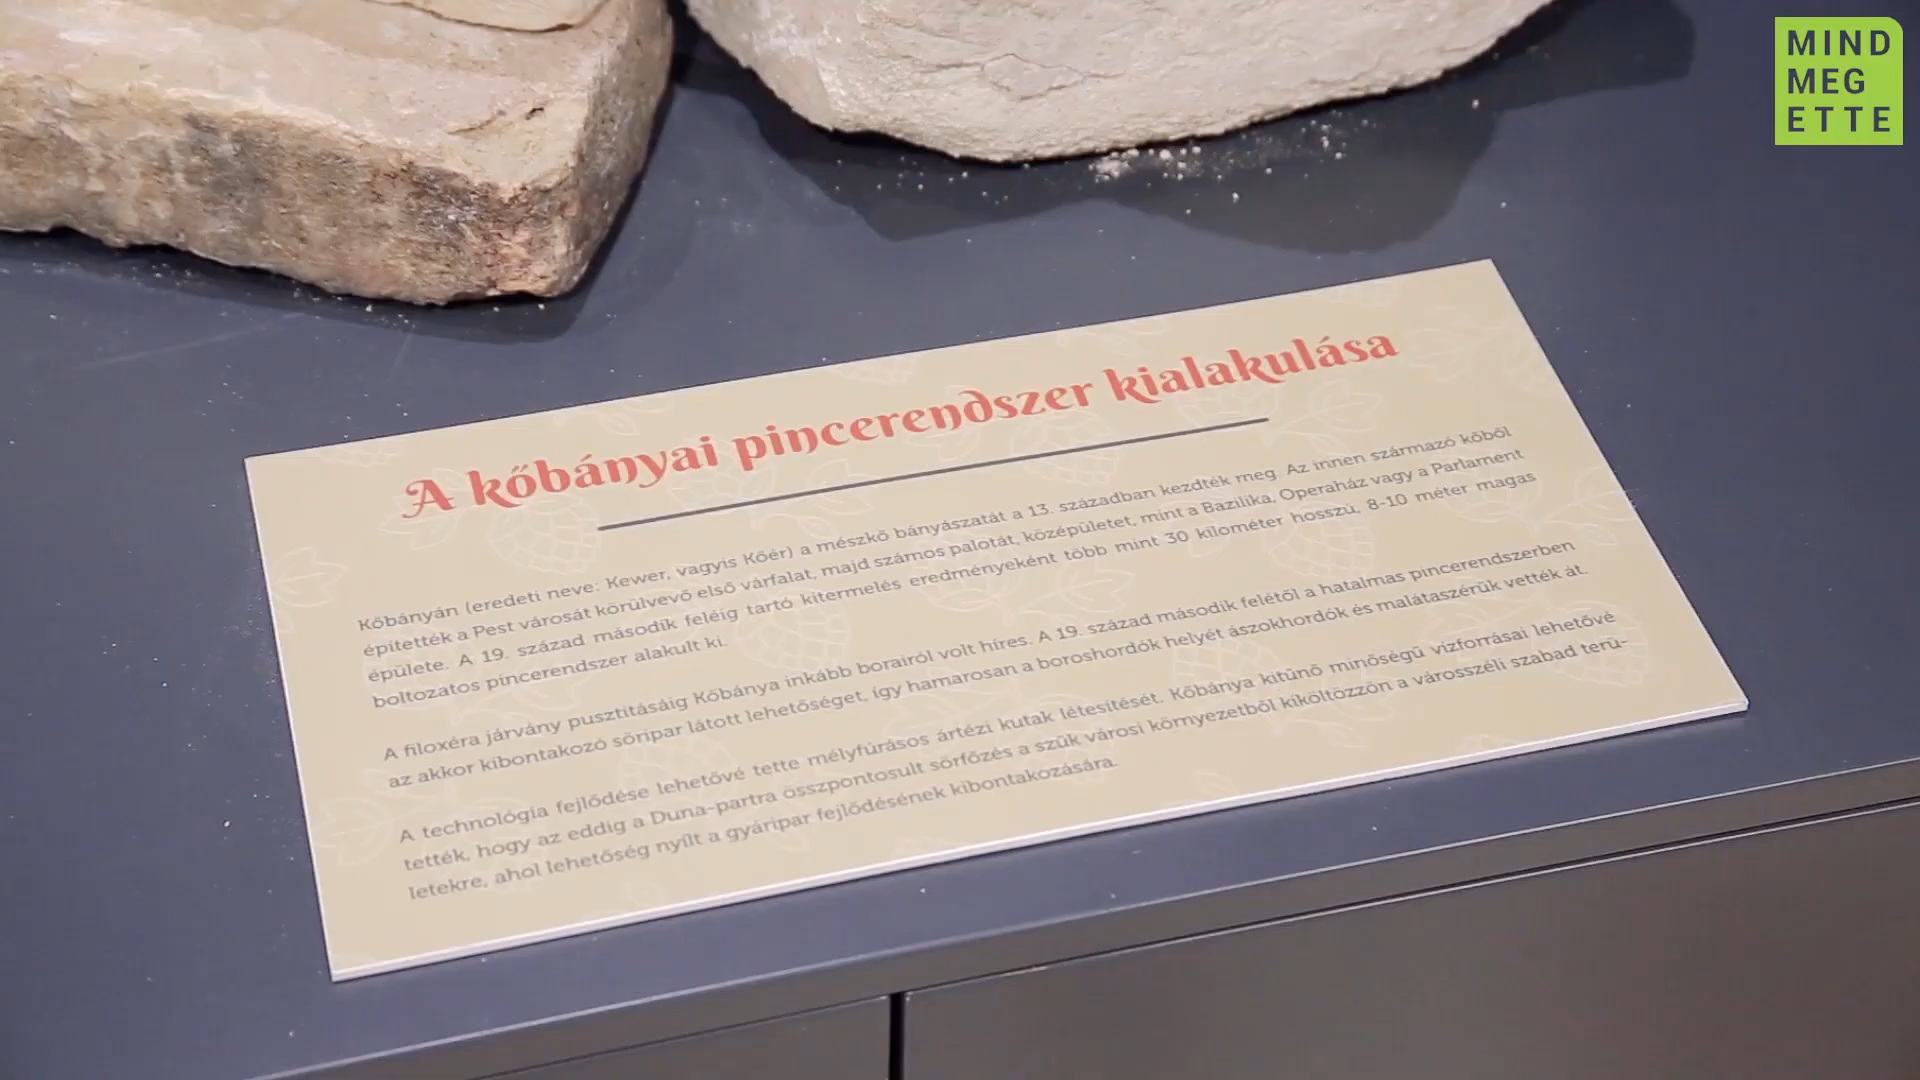 MIND
MEG
ETTE
A kőbányai pincerendszer kialakulása
Kőbányán (eredeti neve: Kewer, vagyis Kőér) a mészkő bányászatát a 13. században kezdték meg. Az innen származó kőből
építették a Pest városát körülvevő első várfalat, majd számos palotát, középületet, mint a Bazilika, Operaház vagy a Parlament
épülete. A 19. század második feléig tartó kitermelés eredményeként több mint 30 kilométer hosszú, 8-10 méter magas
boltozatos pincerendszer alakult ki.
A filoxéra járvány pusztításáig Kőbánya inkább borairól volt híres. A 19. század második felétől a hatalmas pincerendszerben
az akkor kibontakozó söripar látott lehetőséget, így hamarosan a boroshordók helyét ászokhordók és malátaszérűk vették át.
A technológia fejlődése lehetővé tette mélyfúrásos ártézi kutak létesítését. Kőbánya kitűnő minőségű vízforrásai lehetővé
tették, hogy az eddig a Duna-partra összpontosult sörfőzés a szűk városi környezetből kiköltözzön a városszéli szabad terü-
letekre, ahol lehetőség nyílt a gyáripar fejlődésének kibontakozására.